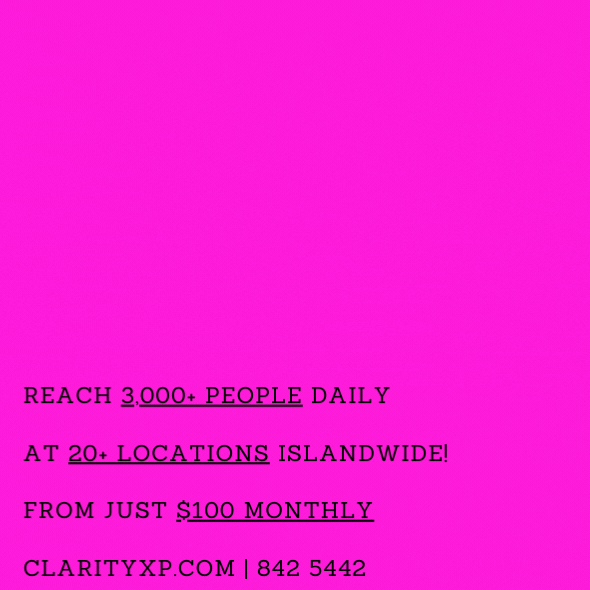 REACH 3,000+ PEOPLE DAILY
AT 20+ LOCATIONS ISLANDWIDE!
FROM JUST $100 MONTHLY
CLARITYXP.COM | 842 5442